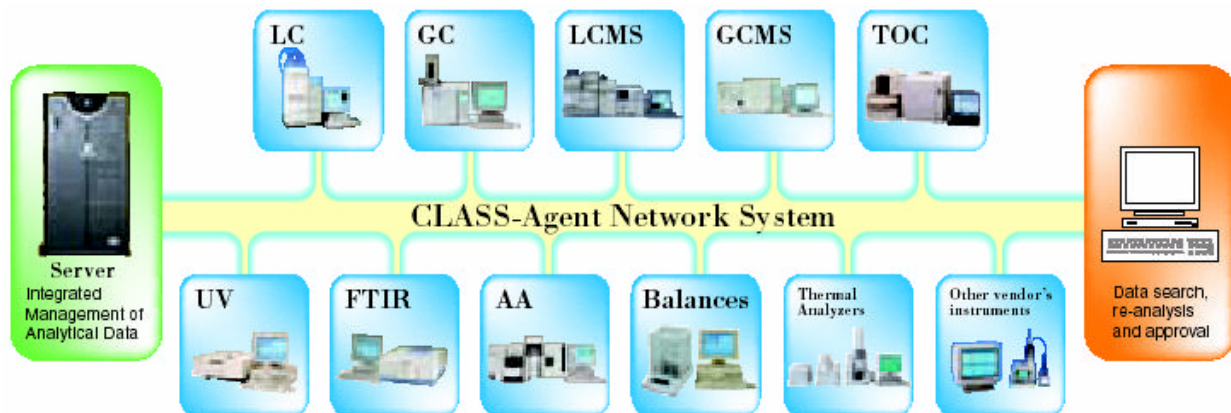 LC
GC
LCMS
GCMS
TOC
CLASS-Agent Network System
Server
Integrated
Management of
Analytical Data
UV
FTIR
AA
Balances
Thermal
Analyzers
Other vendor's
instruments
Data search,
re-analysis
and approval